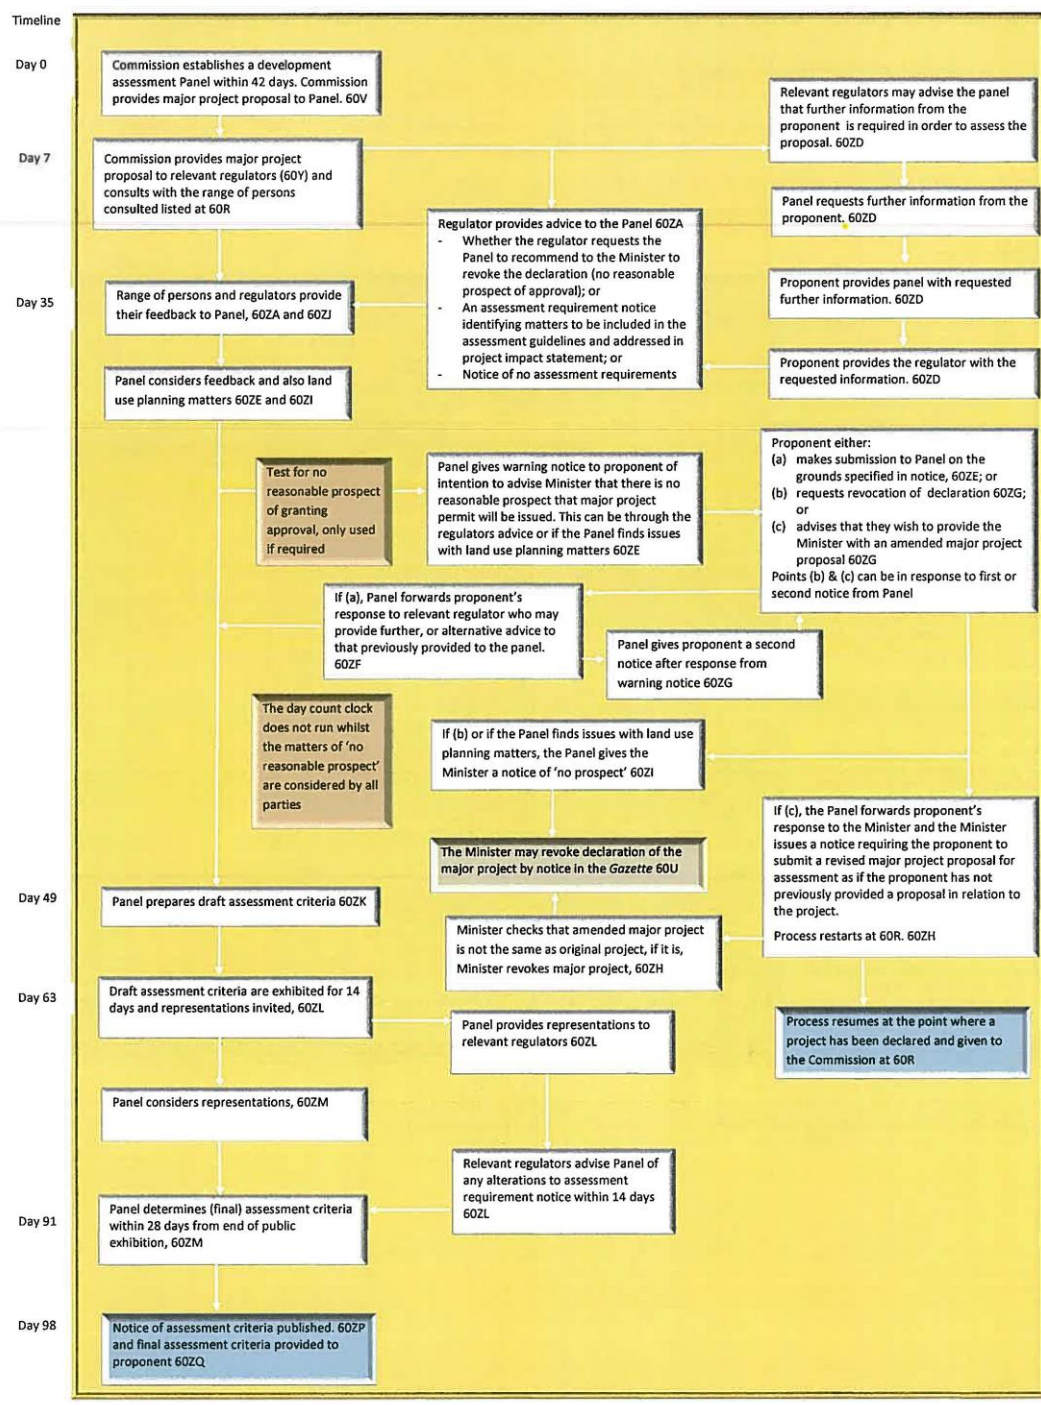 Timeline
Day 0
Commission establishes a development
assessment Panel within 42 days. Commission
provides major project proposal to Panel. 60V
Relevant regulators may advise the panel
that further information from the
proponent is required in order to assess the
proposal. 60ZD
Day 7
Commission provides major project
proposal to relevant regulators (60Y) and
consults with the range of persons
consulted listed at 60R
Panel requests further information from the
proponent. 60ZD
Regulator provides advice to the Panel 60ZA
- Whether the regulator requests the
Panel to recommend to the Minister to
revoke the declaration (no reasonable
prospect of approval); or
- An assessment requirement notice
identifying matters to be included in the
assessment guidelines and addressed in
project impact statement; or
- Notice of no assessment requirements
Proponent provides panel with requested
further information. 60ZD
Day 35
Range of persons and regulators provide
their feedback to Panel, 60ZA and 60ZJ
Proponent provides the regulator with the
requested information. 60ZD
Panel considers feedback and also land
use planning matters 60ZE and 60ZI
Test for no
reasonable prospect
of granting
approval, only used
if required
Panel gives warning notice to proponent of
intention to advise Minister that there is no
reasonable prospect that major project
permit will be issued. This can be through the
regulators advice or if the Panel finds issues
with land use planning matters 60ZE
Proponent either:
(a) makes submission to Panel on the
grounds specified in notice, 60ZE; or
(b) requests revocation of declaration 60ZG;
or
(c) advises that they wish to provide the
Minister with an amended major project
proposal 60ZG
Points (b) & (c) can be in response to first or
second notice from Panel
If (a), Panel forwards proponent's
response to relevant regulator who may
provide further, or alternative advice to
that previously provided to the panel.
60ZF
Panel gives proponent a second
notice after response from
warning notice 60ZG
The day count clock
does not run whilst
the matters of 'no
reasonable prospect'
are considered by all
parties
If (b) or if the Panel finds issues with land use
planning matters, the Panel gives the
Minister a notice of 'no prospect' 60ZI
If (c), the Panel forwards proponent's
response to the Minister and the Minister
issues a notice requiring the proponent to
submit a revised major project proposal for
assessment as if the proponent has not
previously provided a proposal in relation to
the project.
Process restarts at 60R. 60ZH
The Minister may revoke declaration of the
major project by notice in the Gazette 60U
Day 49
Panel prepares draft assessment criteria 60ZK
Minister checks that amended major project
is not the same as original project, if it is,
Minister revokes major project, 60ZH
Day 63
Draft assessment criteria are exhibited for 14
days and representations invited, 60ZL
Panel provides representations to
relevant regulators 60ZL
Process resumes at the point where a
project has been declared and given to
the Commission at 60R
Panel considers representations, 60ZM
Relevant regulators advise Panel of
any alterations to assessment
requirement notice within 14 days
60ZL
Day 91
Panel determines (final) assessment criteria
within 28 days from end of public
exhibition, 60ZM
Day 98
Notice of assessment criteria published. 60ZP
and final assessment criteria provided to
proponent 60ZQ